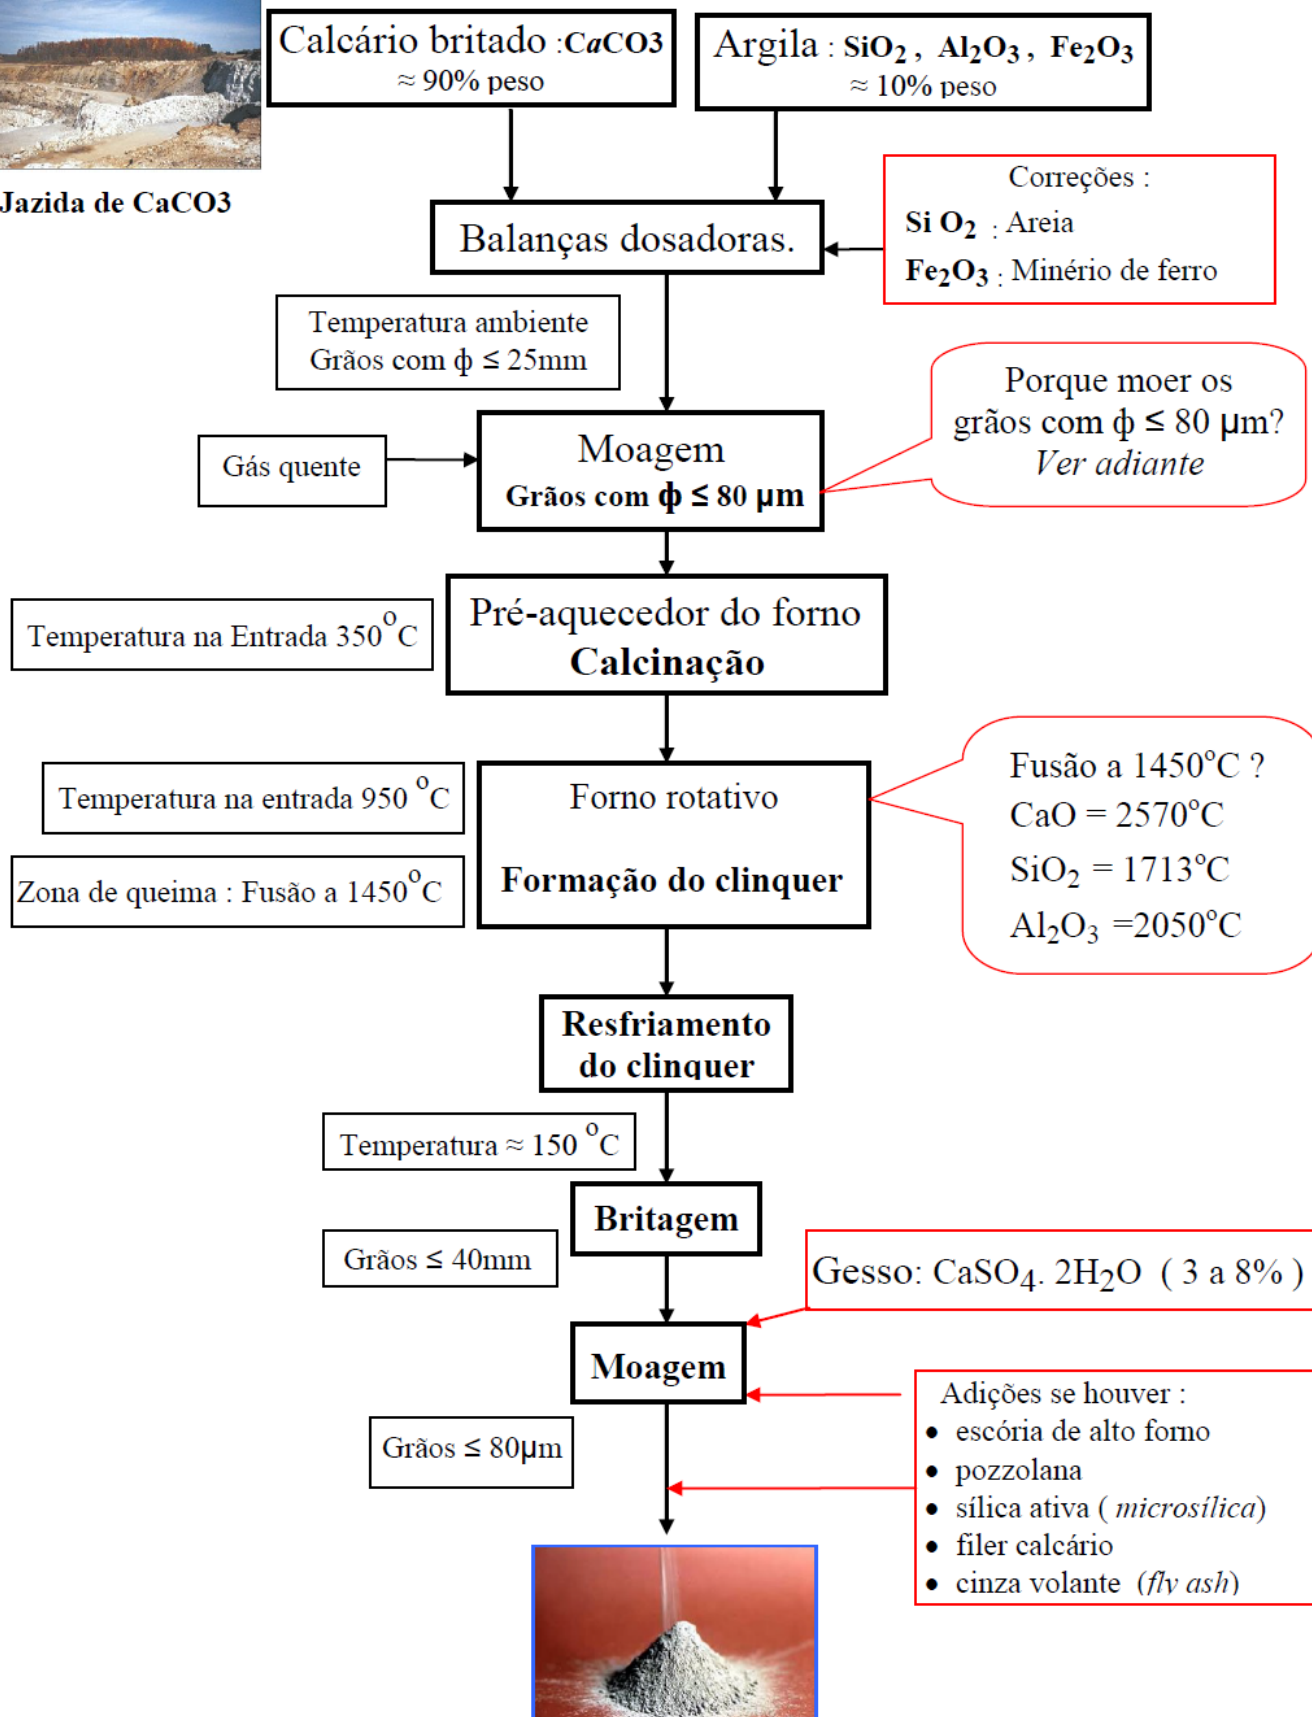 Calcário britado :CaCO3
≈ 90% peso
Argila : SiO₂ , Al₂O₃ , Fe₂O₃
≈ 10% peso
Jazida de CaCO3
Correções :
Si O₂ : Areia
Fe₂O₃ : Minério de ferro
Balanças dosadoras.
Temperatura ambiente
Grãos com ф ≤ 25mm
Porque moer os
grãos com ф ≤ 80 µm?
Ver adiante
Gás quente
Moagem
Grãos com ф ≤ 80 µm
Pré-aquecedor do forno
Calcinação
Temperatura na Entrada 350°C
Temperatura na entrada 950 °C
Zona de queima : Fusão a 1450°C
Forno rotativo
Formação do clinquer
Fusão a 1450°C ?
CaO = 2570°C
SiO₂ = 1713°C
Al₂O₃ =2050°C
Resfriamento
do clinquer
Temperatura ≈ 150 °C
Britagem
Grãos ≤ 40mm
Gesso: CaSO₄. 2H₂O ( 3 a 8% )
Moagem
Grãos ≤ 80µm
Adições se houver :
• escória de alto forno
• pozzolana
• sílica ativa ( microsílica)
• filer calcário
• cinza volante (fly ash)